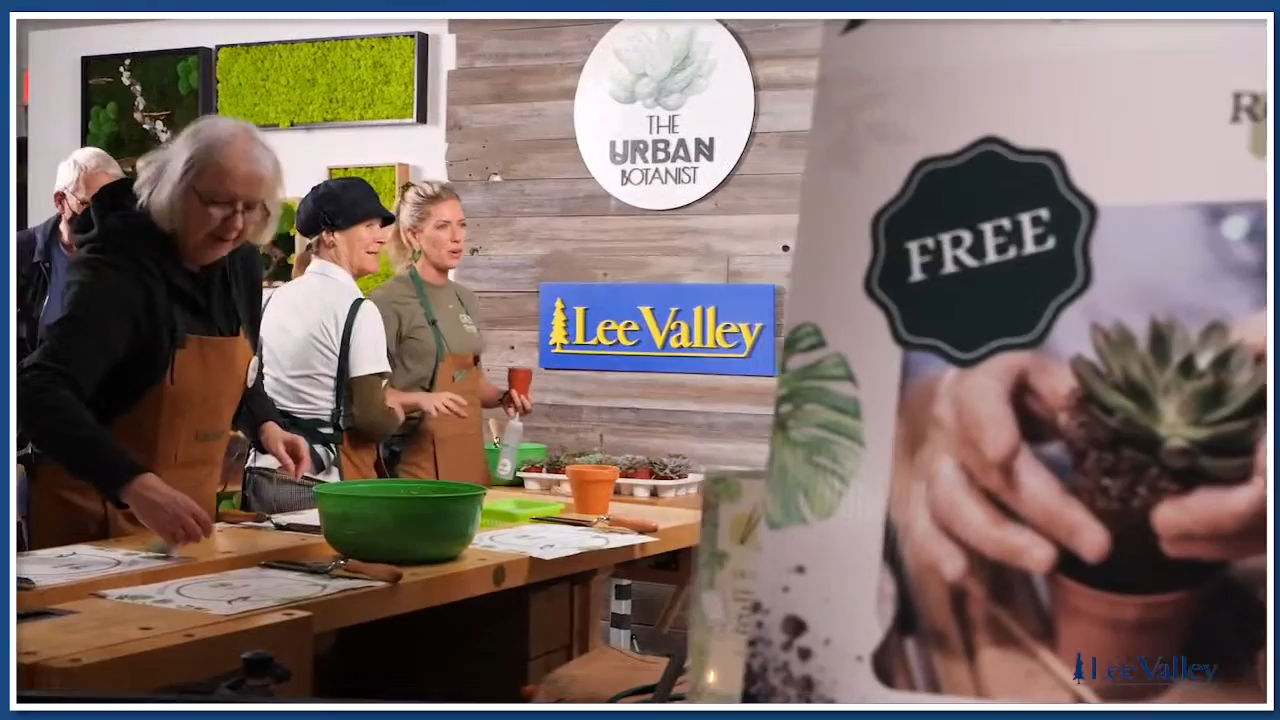 THE
URBAN
BOTANIST
Lee Valley
FREE
Lee Valley